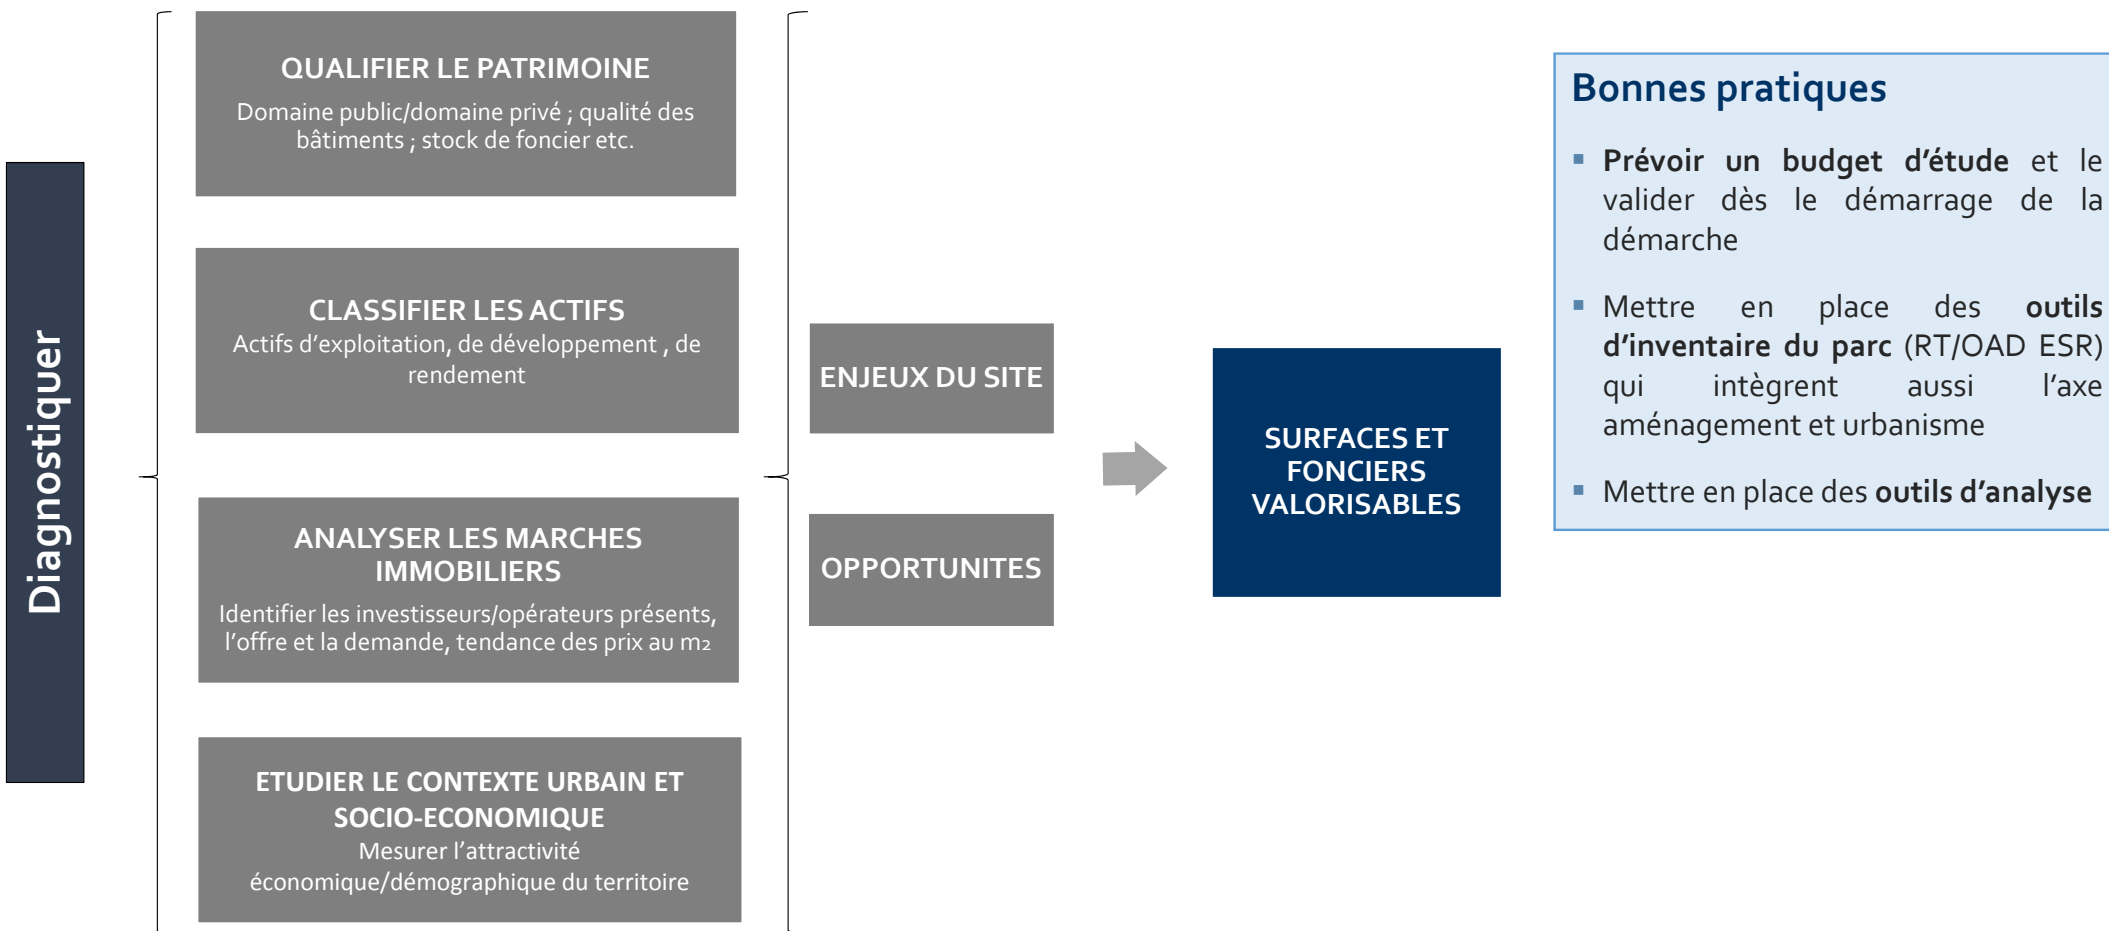 Diagnostiquer
QUALIFIER LE PATRIMOINE
Domaine public/domaine privé ; qualité des
bâtiments ; stock de foncier etc.
CLASSIFIER LES ACTIFS
Actifs d'exploitation, de développement , de
rendement
ANALYSER LES MARCHES
IMMOBILIERS
Identifier les investisseurs/opérateurs présents,
l'offre et la demande, tendance des prix au m2
ETUDIER LE CONTEXTE URBAIN ET
SOCIO-ECONOMIQUE
Mesurer l'attractivité
économique/démographique du territoire
ENJEUX DU SITE
OPPORTUNITES
SURFACES ET
FONCIERS
VALORISABLES
Bonnes pratiques
▪ Prévoir un budget d'étude et le
valider dès le démarrage de la
démarche
▪ Mettre en place des outils
d'inventaire du parc (RT/OAD ESR)
qui intègrent aussi l'axe
aménagement et urbanisme
▪ Mettre en place des outils d'analyse